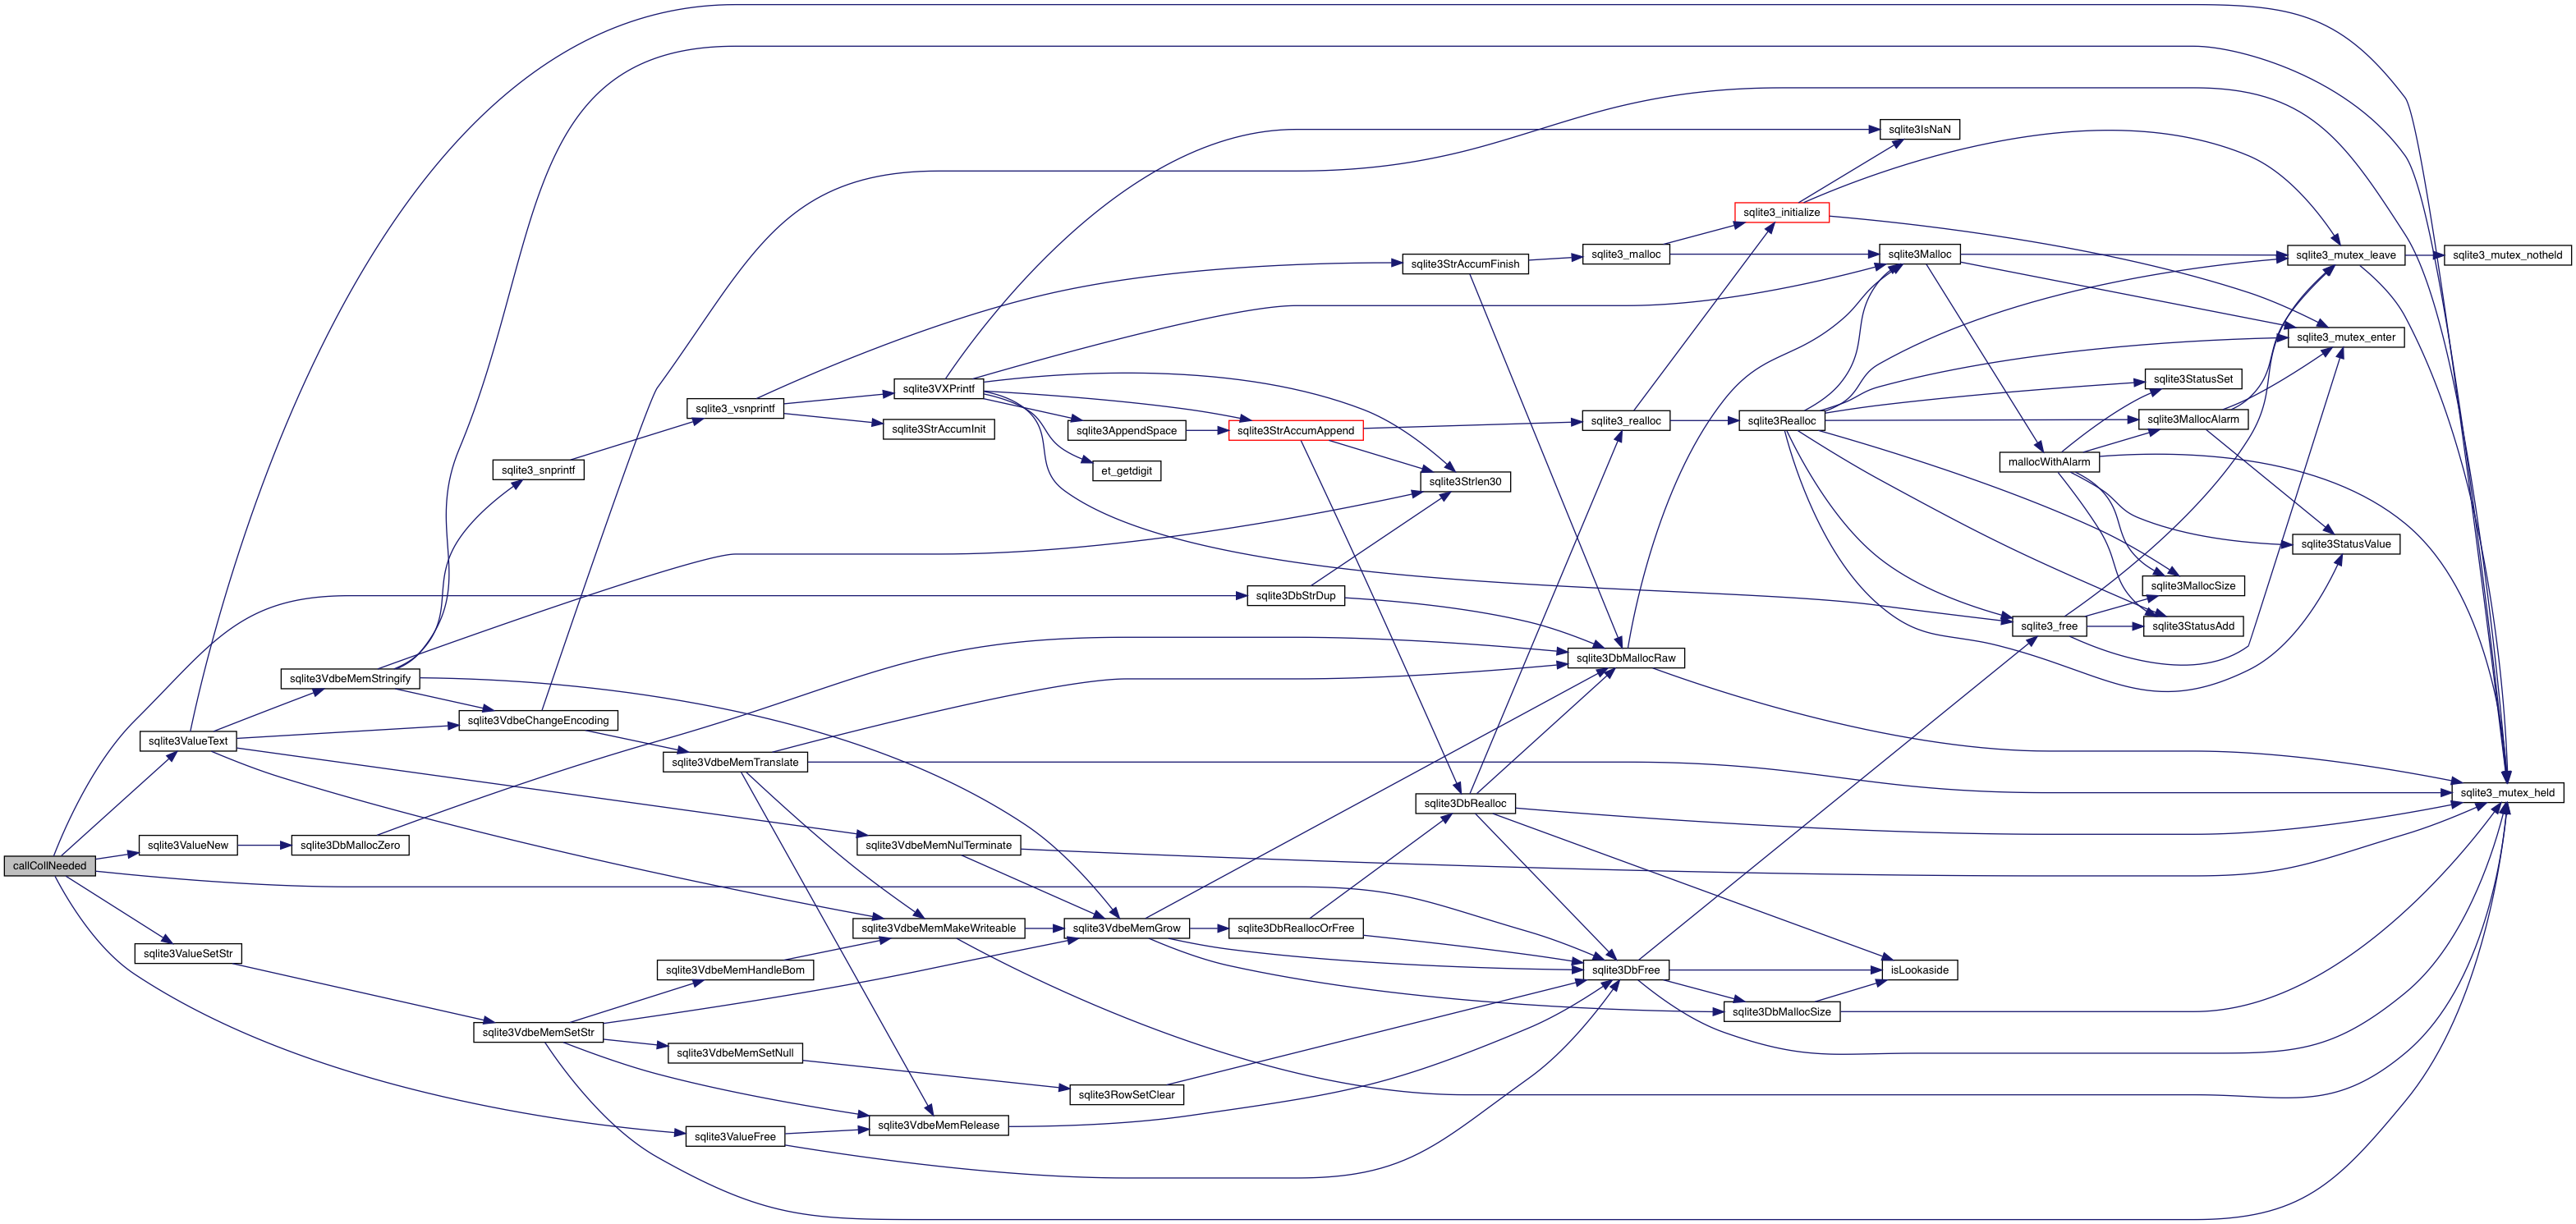 callCollNeeded
sqlite3ValueText
sqlite3ValueNew
sqlite3ValueSetStr
sqlite3VdbeMemStringify
sqlite3DbMallocZero
sqlite3VdbeChangeEncoding
sqlite3_snprintf
sqlite3VdbeMemSetStr
sqlite3_vsnprintf
sqlite3VdbeMemTranslate
sqlite3VdbeMemHandleBom
sqlite3VdbeMemSetNull
sqlite3ValueFree
sqlite3VXPrintf
sqlite3StrAccumInit
sqlite3VdbeMemNulTerminate
sqlite3VdbeMemMakeWriteable
sqlite3VdbeMemRelease
sqlite3AppendSpace
et_getdigit
sqlite3VdbeMemGrow
sqlite3RowSetClear
sqlite3StrAccumAppend
sqlite3DbStrDup
sqlite3DbReallocOrFree
sqlite3StrAccumFinish
sqlite3Strlen30
sqlite3DbRealloc
sqlite3_malloc
sqlite3_realloc
sqlite3DbMallocRaw
sqlite3DbFree
sqlite3_initialize
sqlite3Realloc
sqlite3DbMallocSize
sqlite3IsNaN
sqlite3Malloc
isLookaside
mallocWithAlarm
sqlite3_free
sqlite3StatusSet
sqlite3MallocAlarm
sqlite3MallocSize
sqlite3StatusAdd
sqlite3_mutex_leave
sqlite3_mutex_enter
sqlite3StatusValue
sqlite3_mutex_notheld
sqlite3_mutex_held